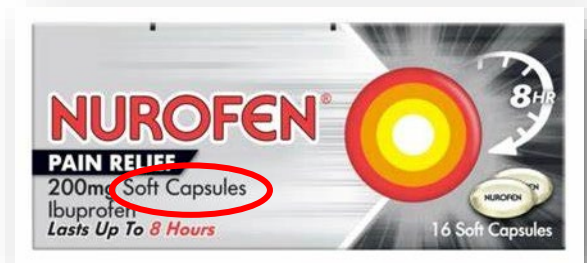 NUROFEN®
PAIN RELIEF
200mg Soft Capsules
Ibuprofen
Lasts Up To 8 Hours
8HR
NUROFEN
16 Soft Capsules